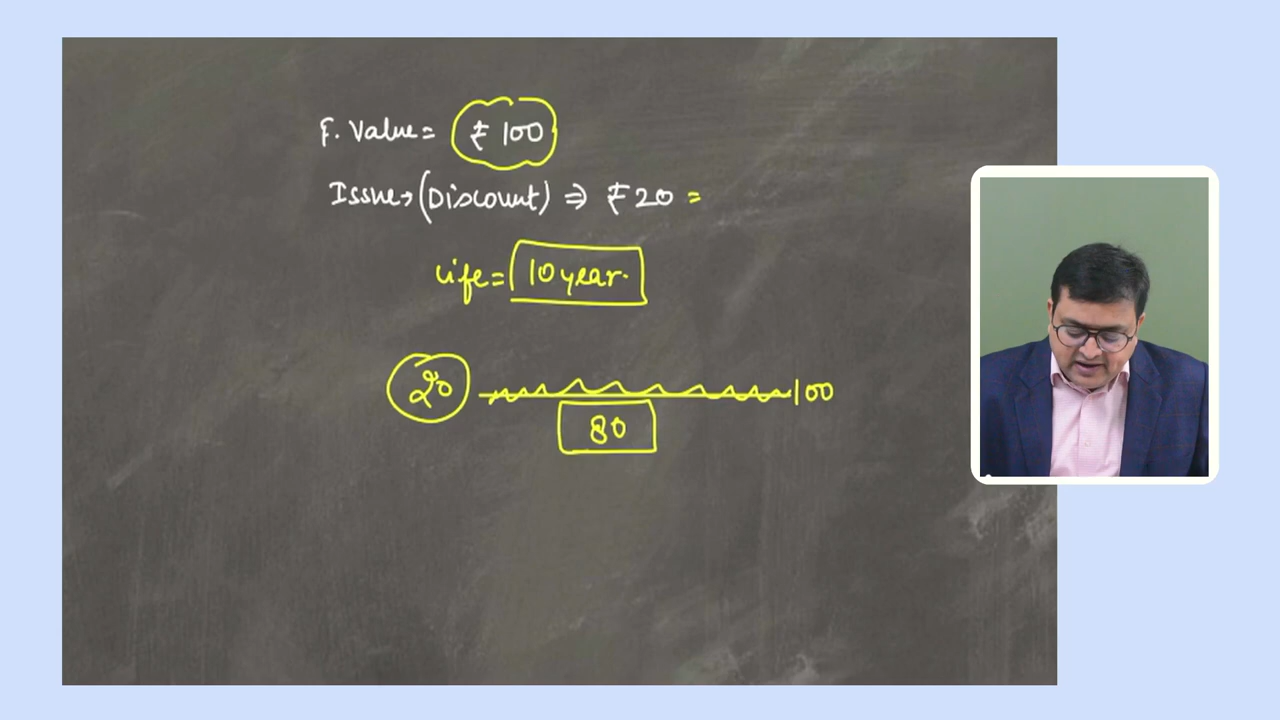 F. Value = ₹ 100
Issue → (Discount) ⇒ ₹ 20 =
Life = 10 year.
20 100
80